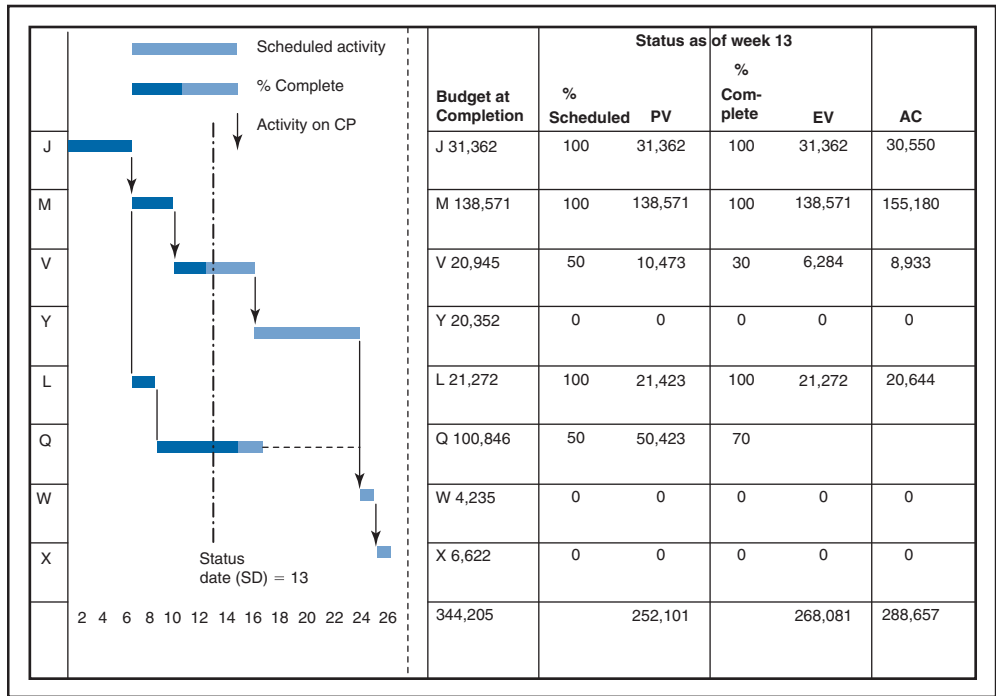 Scheduled activity
% Complete
Activity on CP
Status as of week 13
Budget at Completion % Scheduled PV % Com-plete EV AC
J J 31,362 100 31,362 100 31,362 30,550
M M 138,571 100 138,571 100 138,571 155,180
V V 20,945 50 10,473 30 6,284 8,933
Y Y 20,352 0 0 0 0 0
L L 21,272 100 21,423 100 21,272 20,644
Q Q 100,846 50 50,423 70
W W 4,235 0 0 0 0 0
X X 6,622 0 0 0 0 0
Status
date (SD) = 13
2 4 6 8 10 12 14 16 18 20 22 24 26 344,205 252,101 268,081 288,657